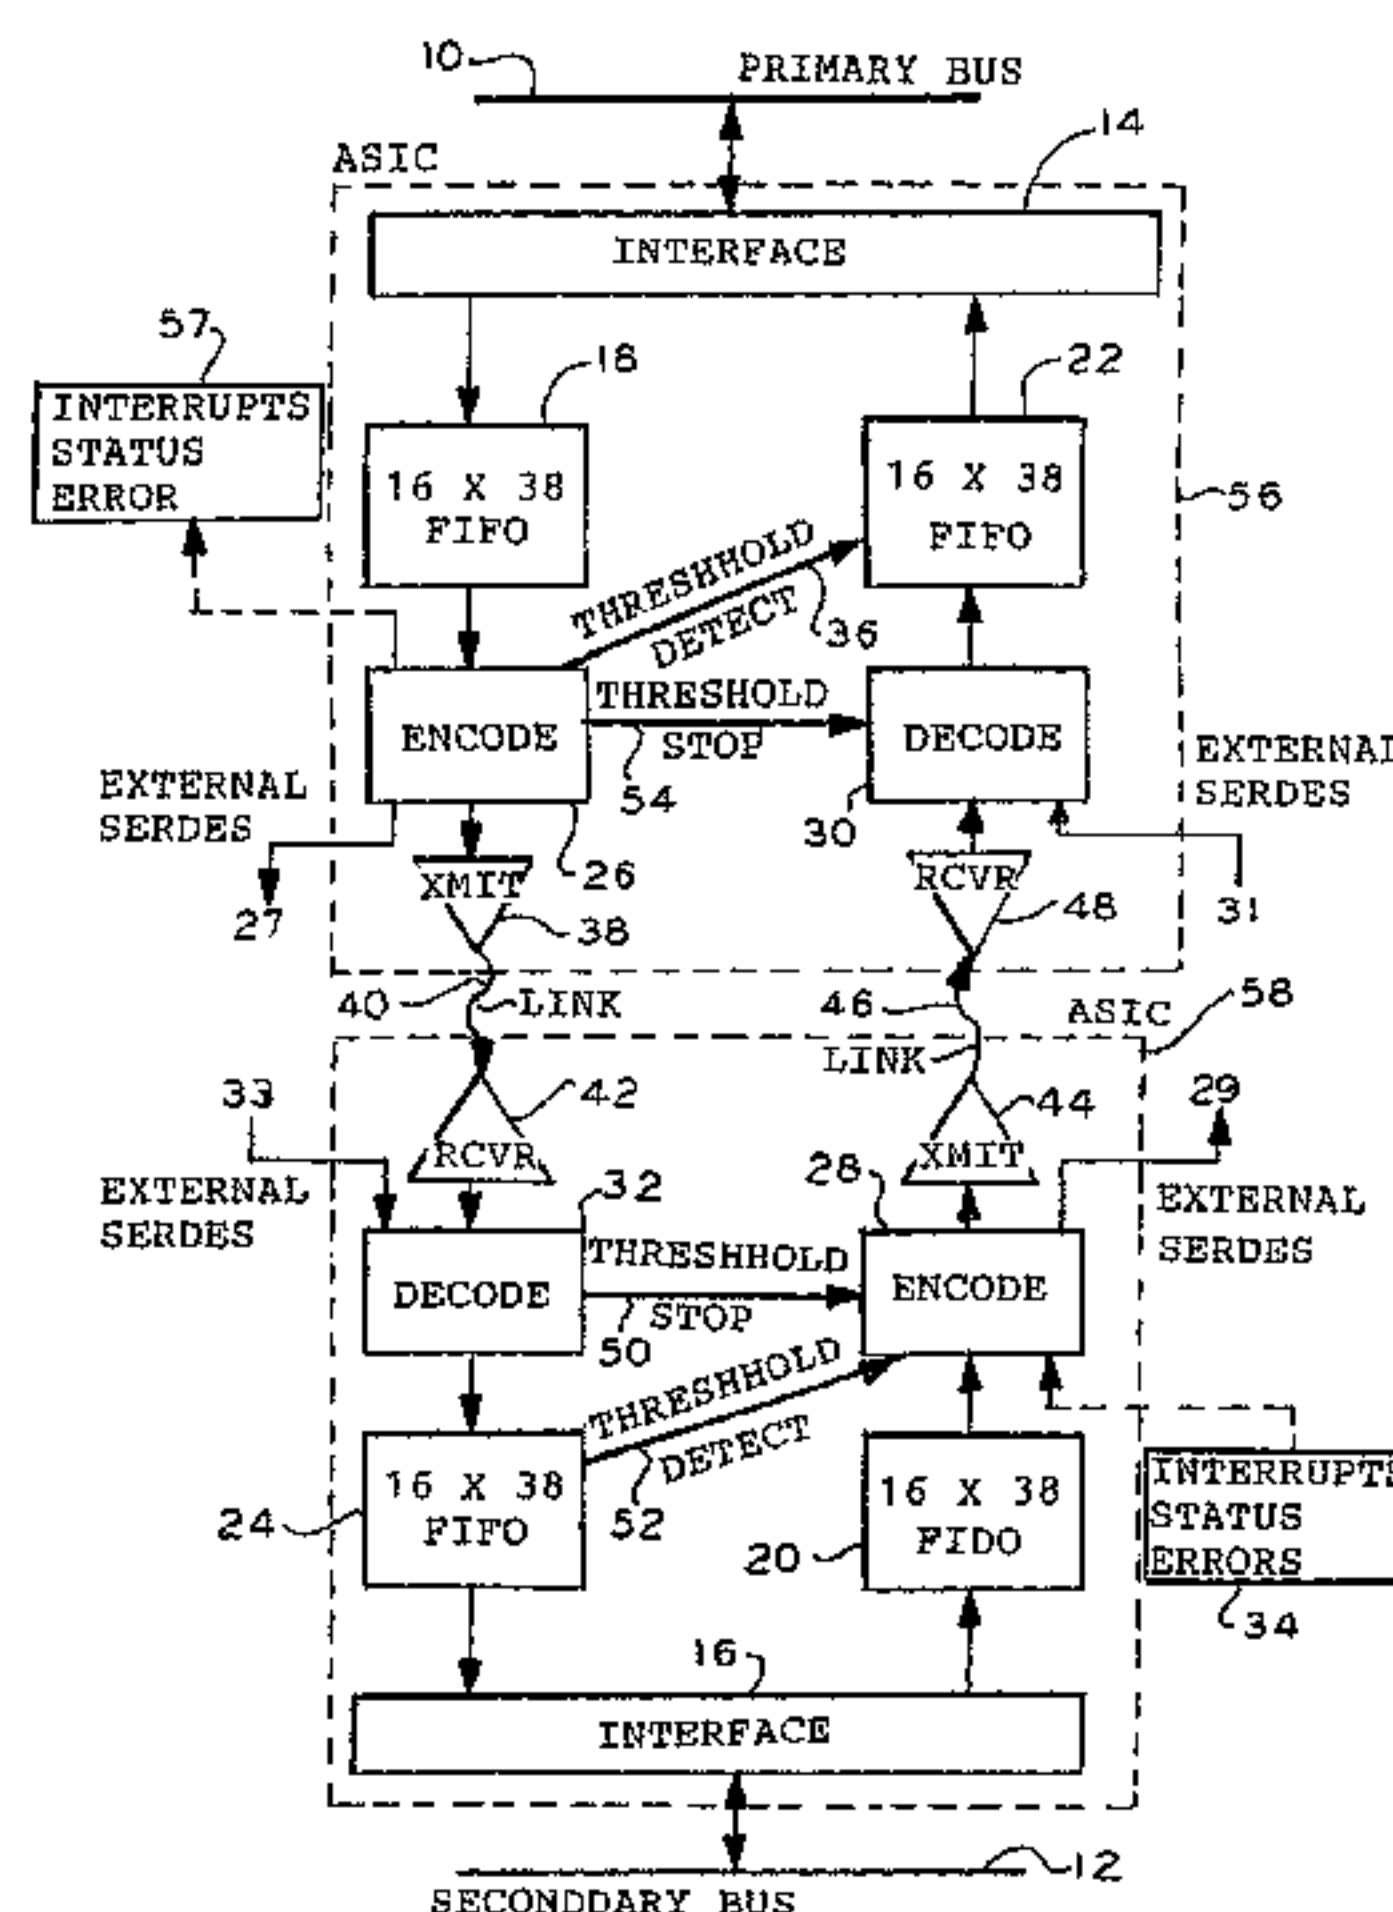 10
PRIMARY BUS
14
ASIC
INTERFACE
57
18
22
INTERRUPTS
STATUS
ERROR
16 X 38
FIFO
16 X 38
FIFO
56
THRESHHOLD
DETECT
36
ENCODE
THRESHOLD
STOP
54
DECODE
30
EXTERNAL
SERDES
EXTERNAL
SERDES
27
XMIT
26
38
RCVR
48
31
40
LINK
46
LINK
ASIC
58
33
RCVR
42
XMIT
44
29
EXTERNAL
SERDES
32
28
EXTERNAL
SERDES
DECODE
THRESHHOLD
STOP
50
ENCODE
THRESHHOLD
DETECT
52
24
16 X 38
FIFO
20
16 X 38
FIDO
INTERRUPTS
STATUS
ERRORS
34
16
INTERFACE
12
SECONDDARY BUS